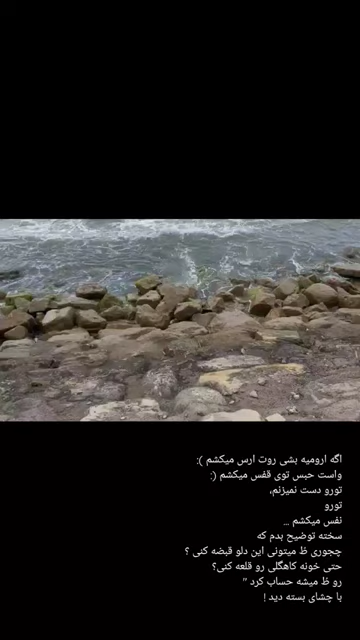 اگه ارومیه بشی روت ارس میکشم ):
واست حبس توی قفس میکشم (:
تورو دست نمیزنم،
تورو
نفس میکشم ...
سخته توضیح بدم که
چجوری ظ میتونی این دلو قبضه کنی ؟
حتی خونه کاهگلی رو قلعه کنی؟
رو ظ میشه حساب کرد "
با چشای بسته دید !